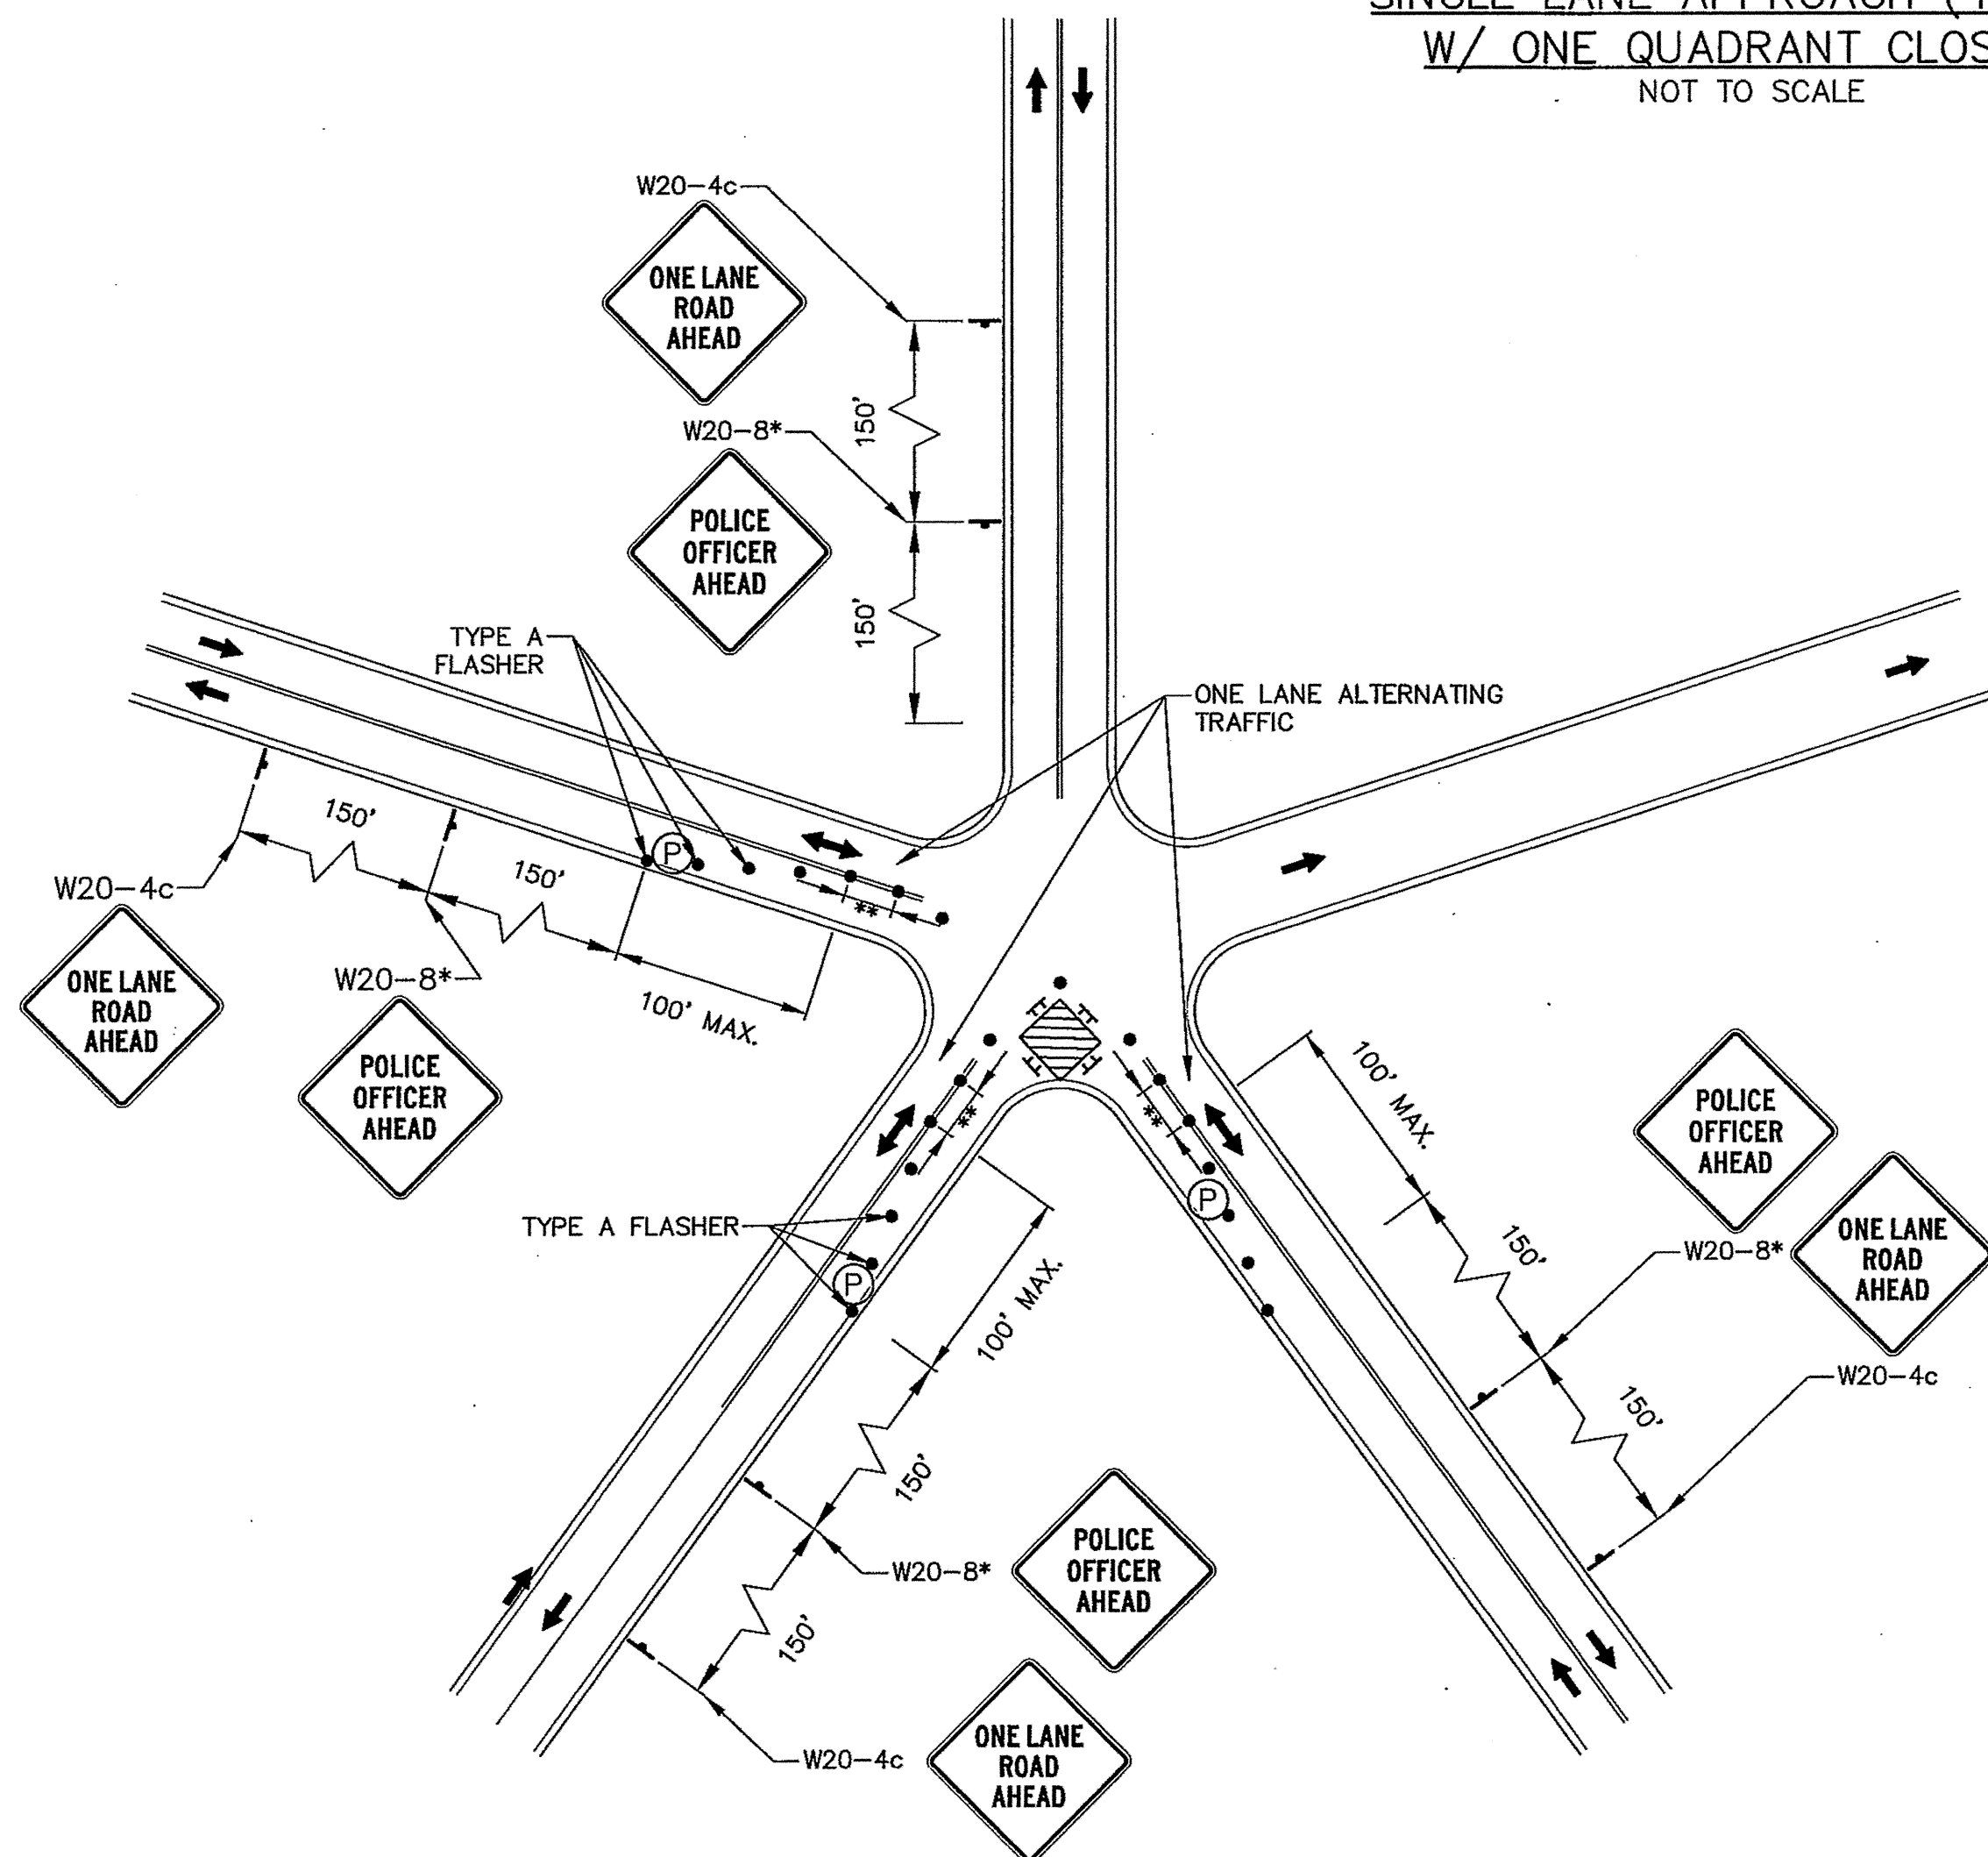 W/ ONE QUADRANT
NOT TO SCALE
W20-4c
ONE LANE
ROAD
AHEAD
150'
W20-8*
POLICE
OFFICER
AHEAD
150'
TYPE A
FLASHER
ONE LANE ALTERNATING
TRAFFIC
150'
150'
**
W20-4c
W20-8*
100' MAX.
ONE LANE
ROAD
AHEAD
POLICE
OFFICER
AHEAD
**
**
100' MAX.
POLICE
OFFICER
AHEAD
TYPE A FLASHER
P
P
P
150'
W20-8*
ONE LANE
ROAD
AHEAD
100' MAX.
150'
W20-4c
150'
W20-8*
POLICE
OFFICER
AHEAD
150'
W20-4c
ONE LANE
ROAD
AHEAD